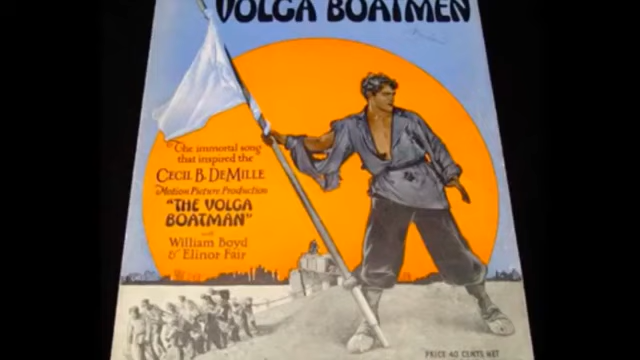 VOLGA BOATMEN
The immortal song
that inspired the
CECIL B. DEMILLE
Motion Picture Production
"THE VOLGA
BOATMAN"
with
William Boyd
& Elinor Fair
PRICE 40 CENTS NET